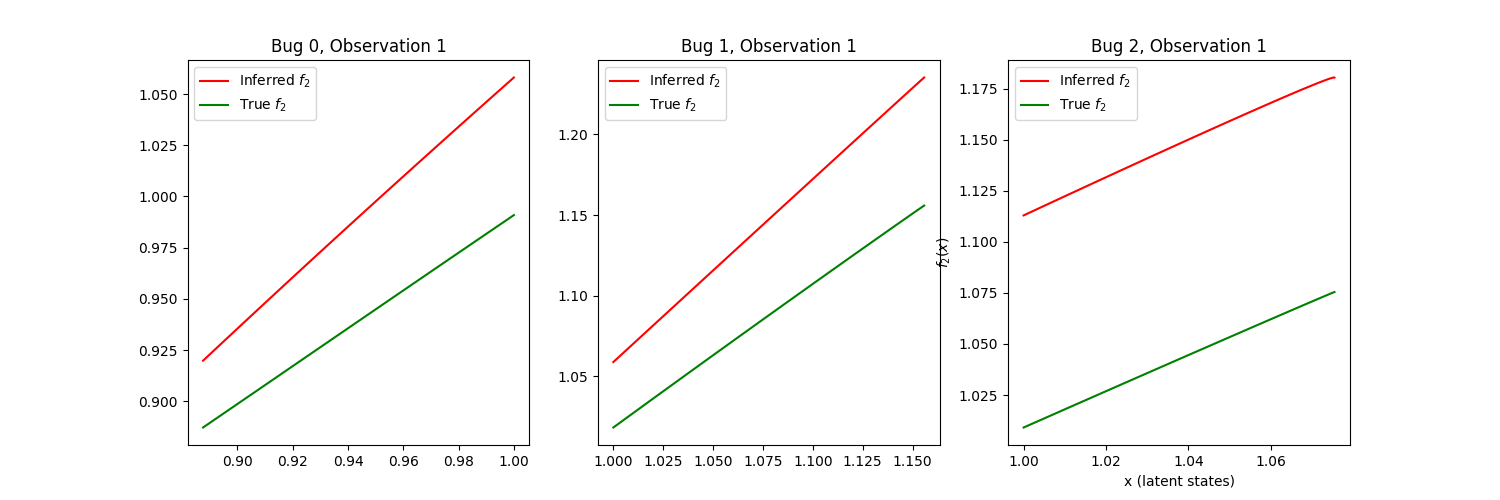 Bug 0, Observation 1
Inferred f₂
True f₂
1.050
1.025
1.000
0.975
0.950
0.925
0.900
0.90 0.92 0.94 0.96 0.98 1.00
Bug 1, Observation 1
Inferred f₂
True f₂
1.20
1.15
1.10
1.05
1.000 1.025 1.050 1.075 1.100 1.125 1.150
Bug 2, Observation 1
Inferred f₂
True f₂
f₂(x)
1.175
1.150
1.125
1.100
1.075
1.050
1.025
1.00 1.02 1.04 1.06
x (latent states)